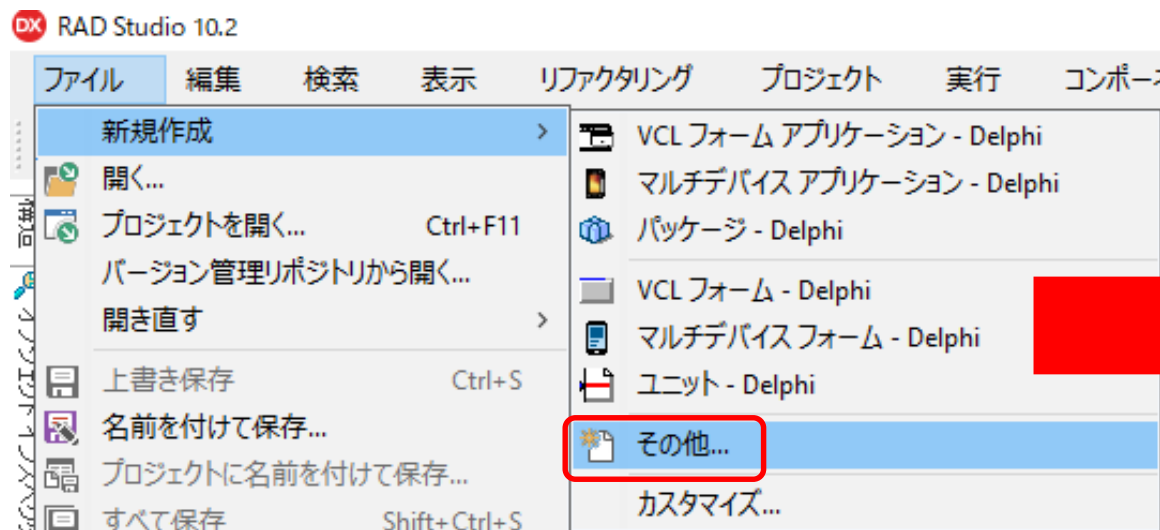 DX RAD Studio 10.2
ファイル 編集 検索 表示 リファクタリング プロジェクト 実行 コンポー
新規作成
開く...
プロジェクトを開く... Ctrl+F11
バージョン管理リポジトリから開く...
開き直す
上書き保存 Ctrl+S
名前を付けて保存...
プロジェクトに名前を付けて保存...
すべて保存 Shift+Ctrl+S
VCL フォーム アプリケーション - Delphi
マルチデバイス アプリケーション - Delphi
パッケージ - Delphi
VCL フォーム - Delphi
マルチデバイス フォーム - Delphi
ユニット - Delphi
その他...
カスタマイズ...